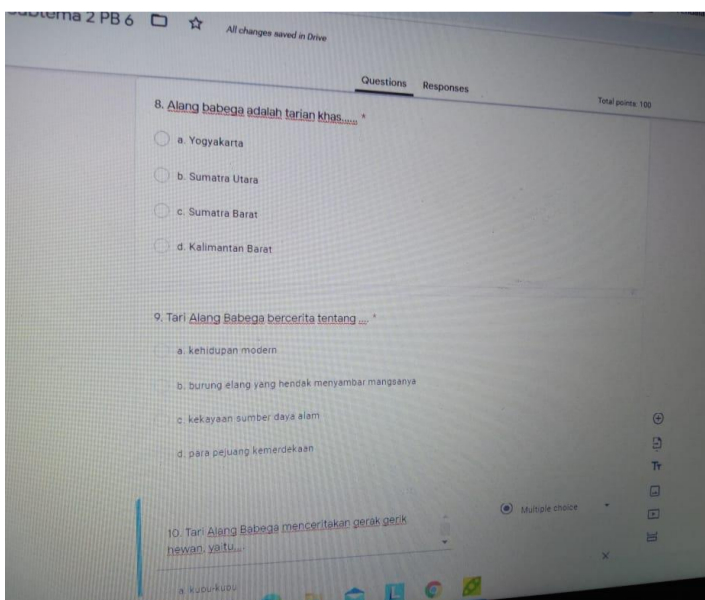 2 PB 6
All changes saved in Drive
Questions Responses
Total points: 100
8. Alang babega adalah tarian khas...... *
a. Yogyakarta
b. Sumatra Utara
c. Sumatra Barat
d. Kalimantan Barat
9. Tari Alang Babega bercerita tentang .... *
a. kehidupan modern
b. burung elang yang hendak menyambar mangsanya
c. kekayaan sumber daya alam
d. para pejuang kemerdekaan
Multiple choice
10. Tari Alang Babega menceritakan gerak gerik
hewan, yaitu....
a. kupu-kupu
Tr